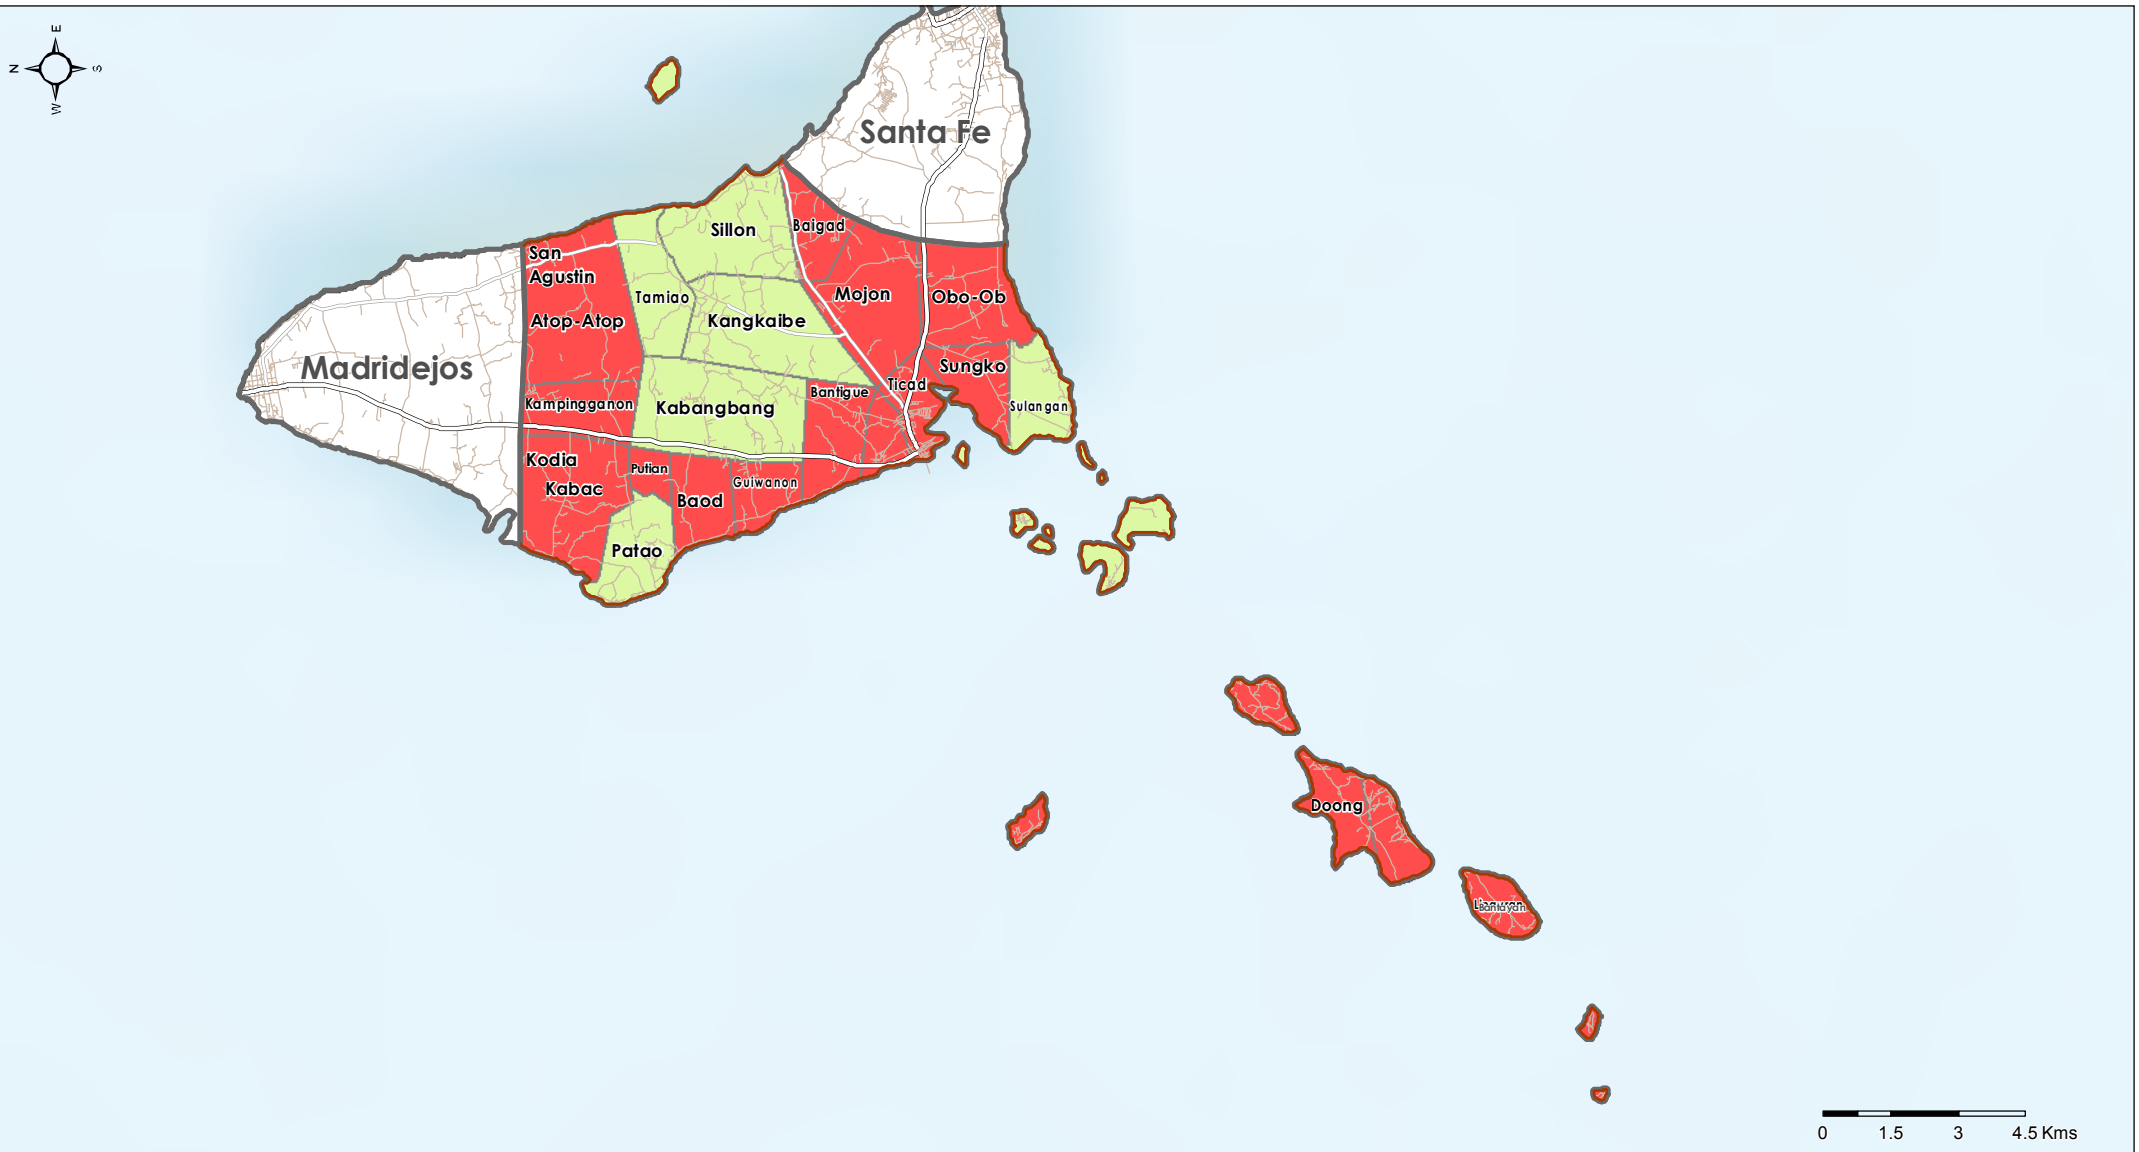 E
N
S
W
Santa Fe
Sillon
Baigad
San
Agustin
Tamiao
Mojon
Obo-Ob
Atop-Atop
Kangkaibe
Madridejos
Sungko
Ticad
Bantigue
Kampingganon
Kabangbang
Sulangan
Kodia
Putian
Guiwanon
Kabac
Baod
Patao
Doong
Bantayan
0 1.5 3 4.5 Kms